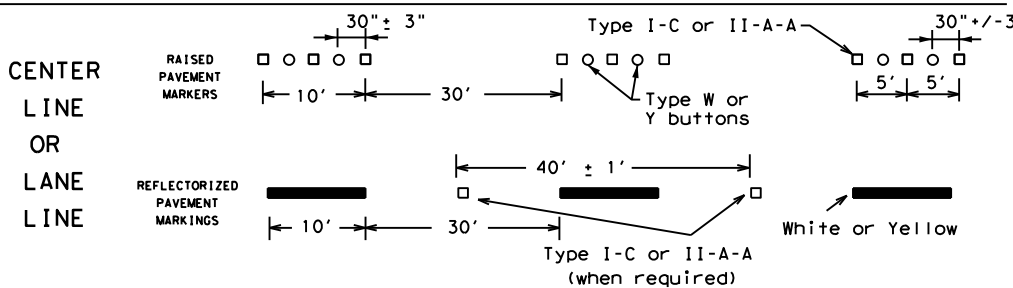 30"± 3"
Type I-C or II-A-A
30"+/-3
CENTER
LINE
OR
LANE
LINE
RAISED
PAVEMENT
MARKERS
10'
30'
Type W or
Y buttons
5'
5'
40' ± 1'
REFLECTORIZED
PAVEMENT
MARKINGS
10'
30'
Type I-C or II-A-A
(when required)
White or Yellow